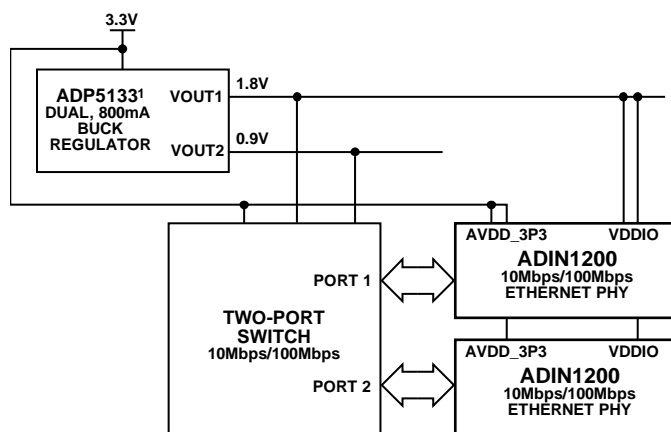 3.3V
ADP5133¹
DUAL, 800mA
BUCK
REGULATOR
VOUT1
VOUT2
1.8V
0.9V
TWO-PORT
SWITCH
10Mbps/100Mbps
PORT 1
PORT 2
AVDD_3P3
VDDIO
ADIN1200
10Mbps/100Mbps
ETHERNET PHY
AVDD_3P3
VDDIO
ADIN1200
10Mbps/100Mbps
ETHERNET PHY